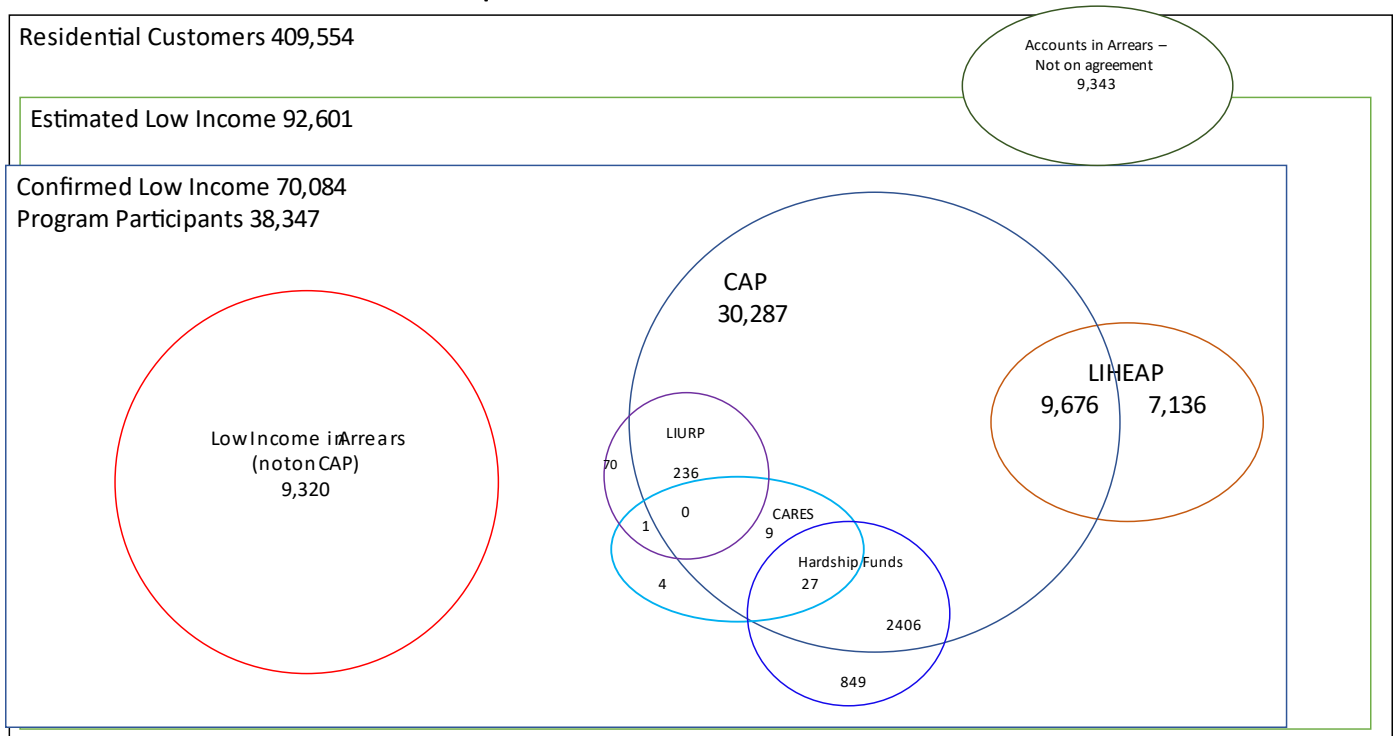 Residential Customers 409,554
Accounts in Arrears –
Not on agreement
9,343
Estimated Low Income 92,601
Confirmed Low Income 70,084
Program Participants 38,347
CAP
30,287
LIHEAP
9,676 7,136
Low Income in Arrears
(not on CAP)
9,320
LIURP
70 236
0
1
CARES
9
Hardship Funds
4 27
2406
849